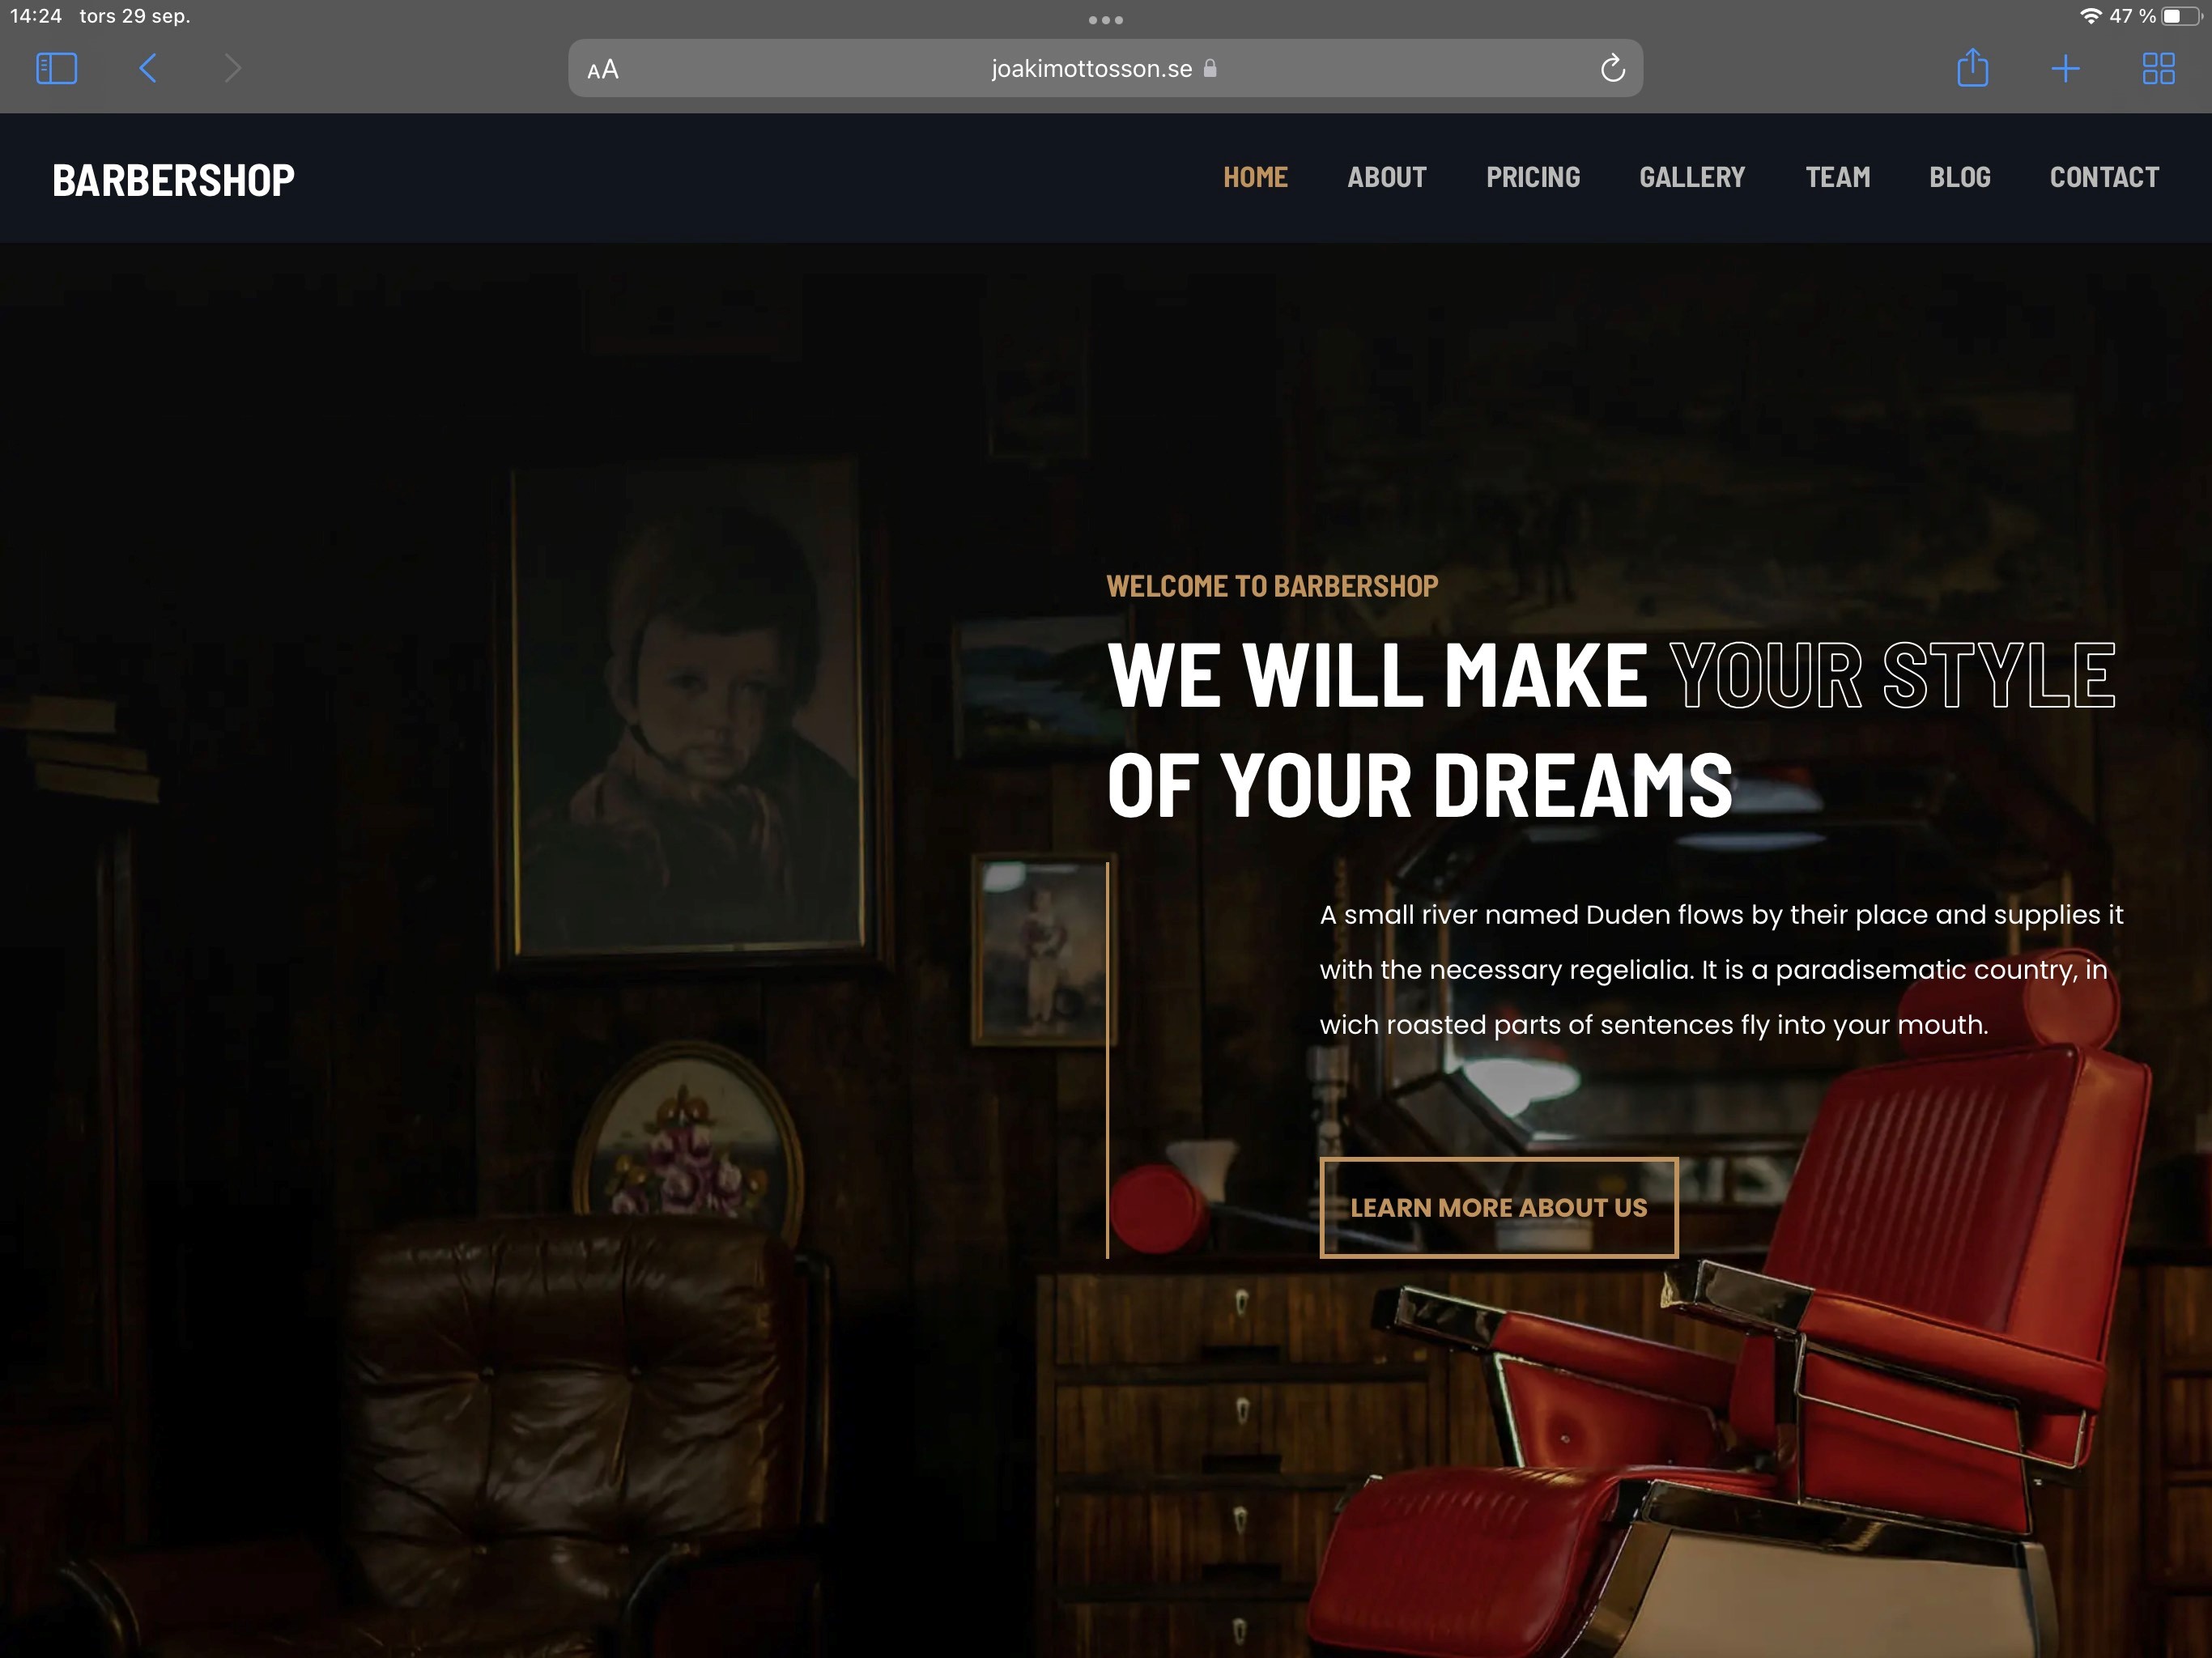 14:24 tors 29 sep.
47 %
AA
joakimottosson.se
BARBERSHOP
HOME ABOUT PRICING GALLERY TEAM BLOG CONTACT
WELCOME TO BARBERSHOP
WE WILL MAKE YOUR STYLE
OF YOUR DREAMS
A small river named Duden flows by their place and supplies it
with the necessary regelialia. It is a paradisematic country, in
wich roasted parts of sentences fly into your mouth.
LEARN MORE ABOUT US